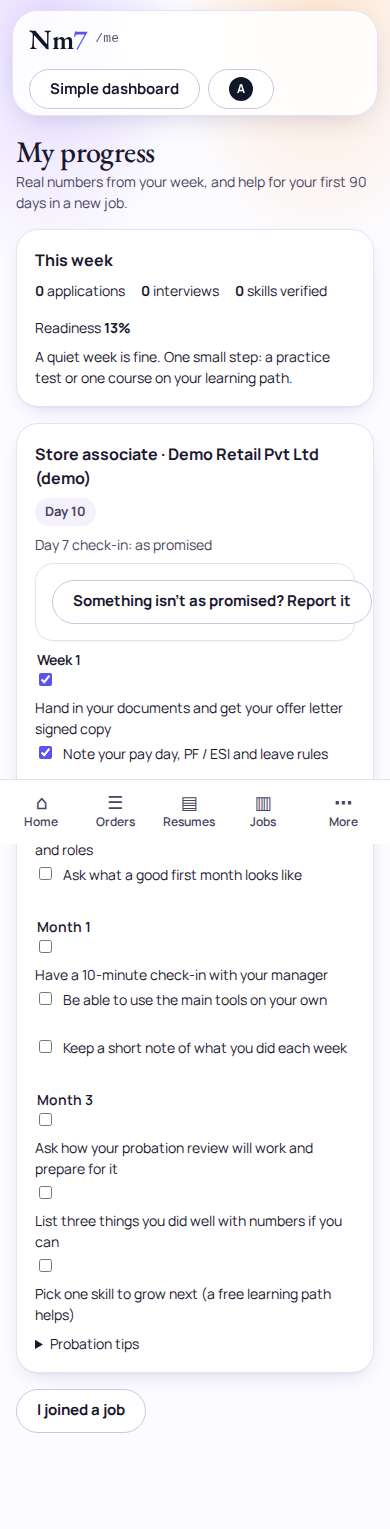 Nm7 /me
Simple dashboard
A
My progress
Real numbers from your week, and help for your first 90
days in a new job.
This week
0 applications 0 interviews 0 skills verified
Readiness 13%
A quiet week is fine. One small step: a practice
test or one course on your learning path.
Store associate · Demo Retail Pvt Ltd
(demo)
Day 10
Day 7 check-in: as promised
Something isn't as promised? Report it
Week 1
Hand in your documents and get your offer letter
signed copy
Note your pay day, PF / ESI and leave rules
Home Orders Resumes Jobs More
and roles
Ask what a good first month looks like
Month 1
Have a 10-minute check-in with your manager
Be able to use the main tools on your own
Keep a short note of what you did each week
Month 3
Ask how your probation review will work and
prepare for it
List three things you did well with numbers if you
can
Pick one skill to grow next (a free learning path
helps)
Probation tips
I joined a job